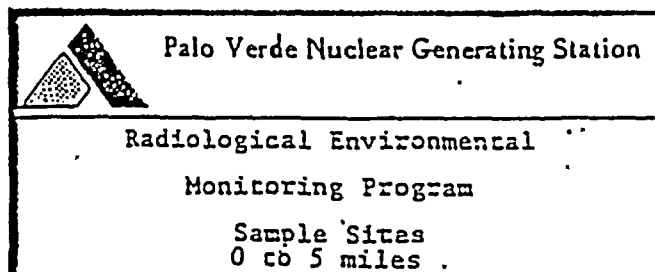 Palo Verde Nuclear Generating Station
Radiological Environmental
Monitoring Program
Sample Sites
0 to 5 miles